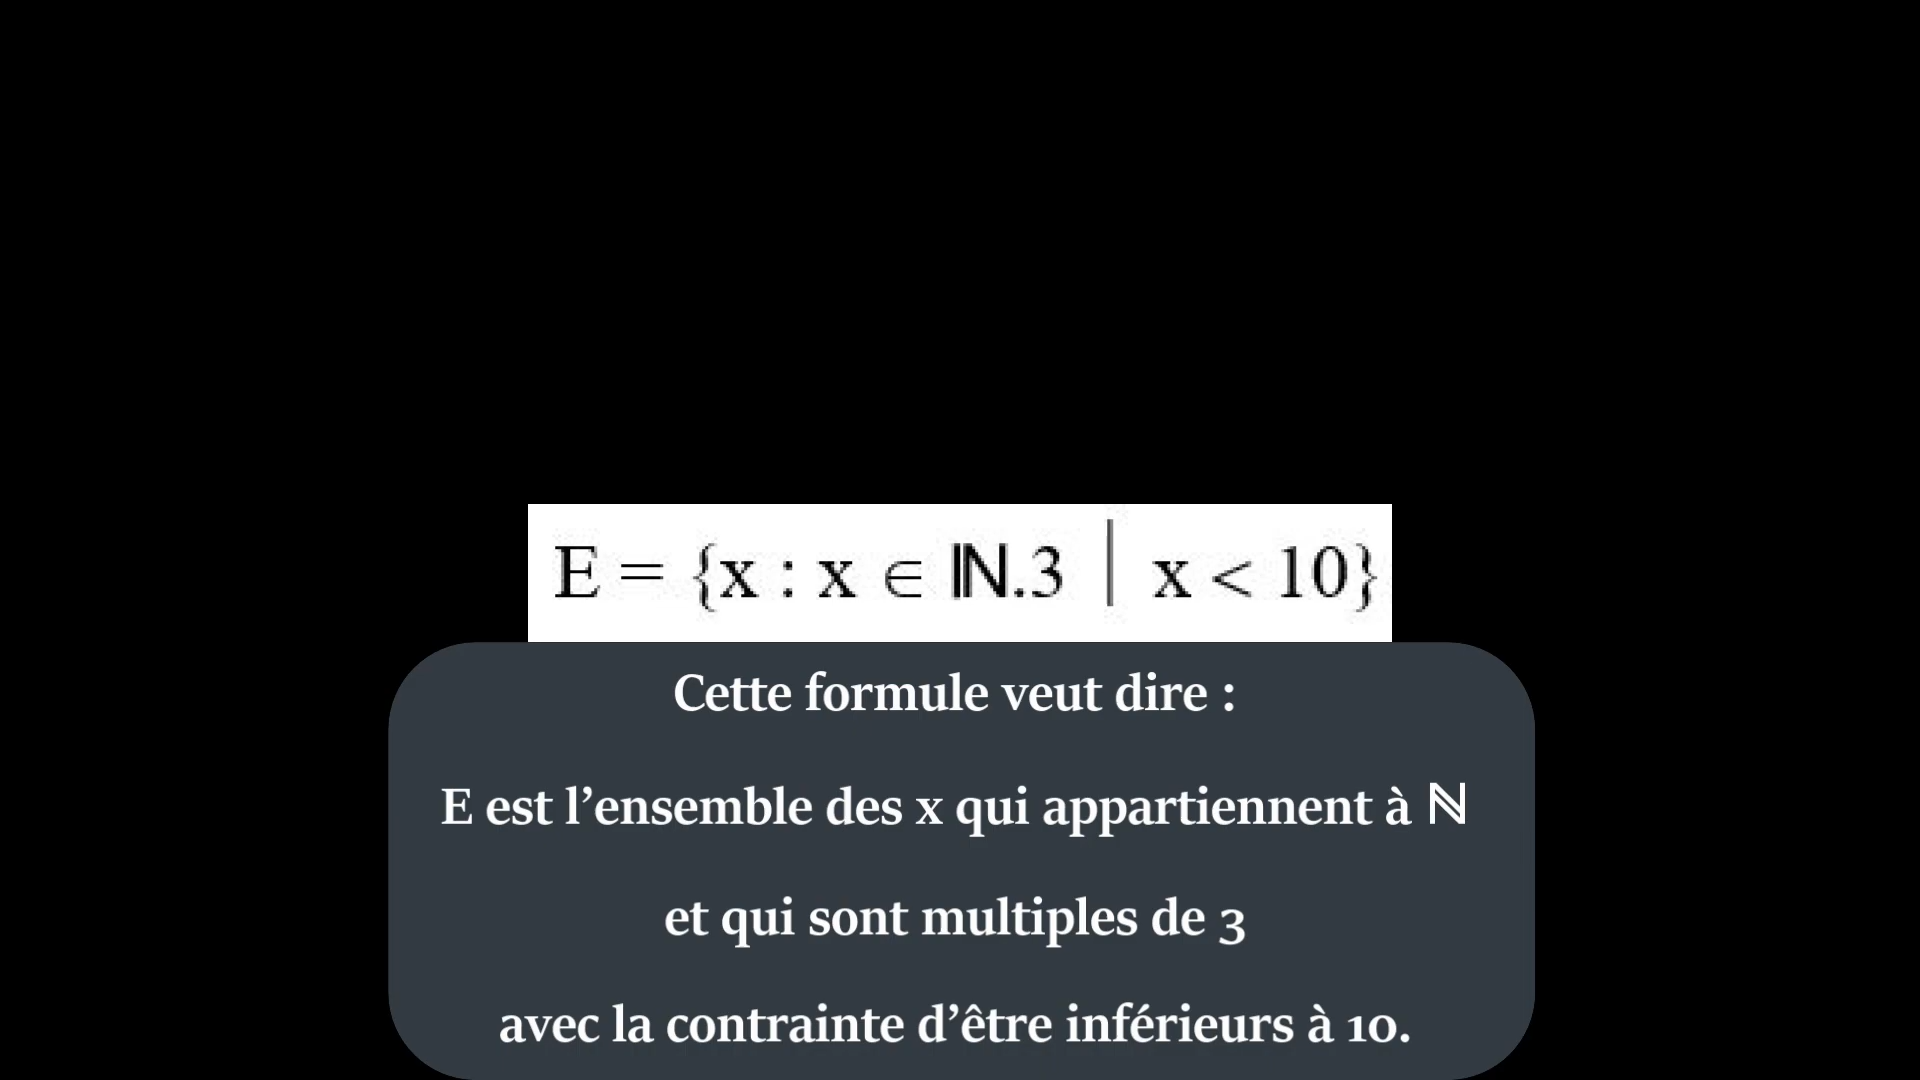 E = {x : x ∈ ℕ.3 | x < 10}
Cette formule veut dire :
E est l’ensemble des x qui appartiennent à ℕ
et qui sont multiples de 3
avec la contrainte d’être inférieurs à 10.